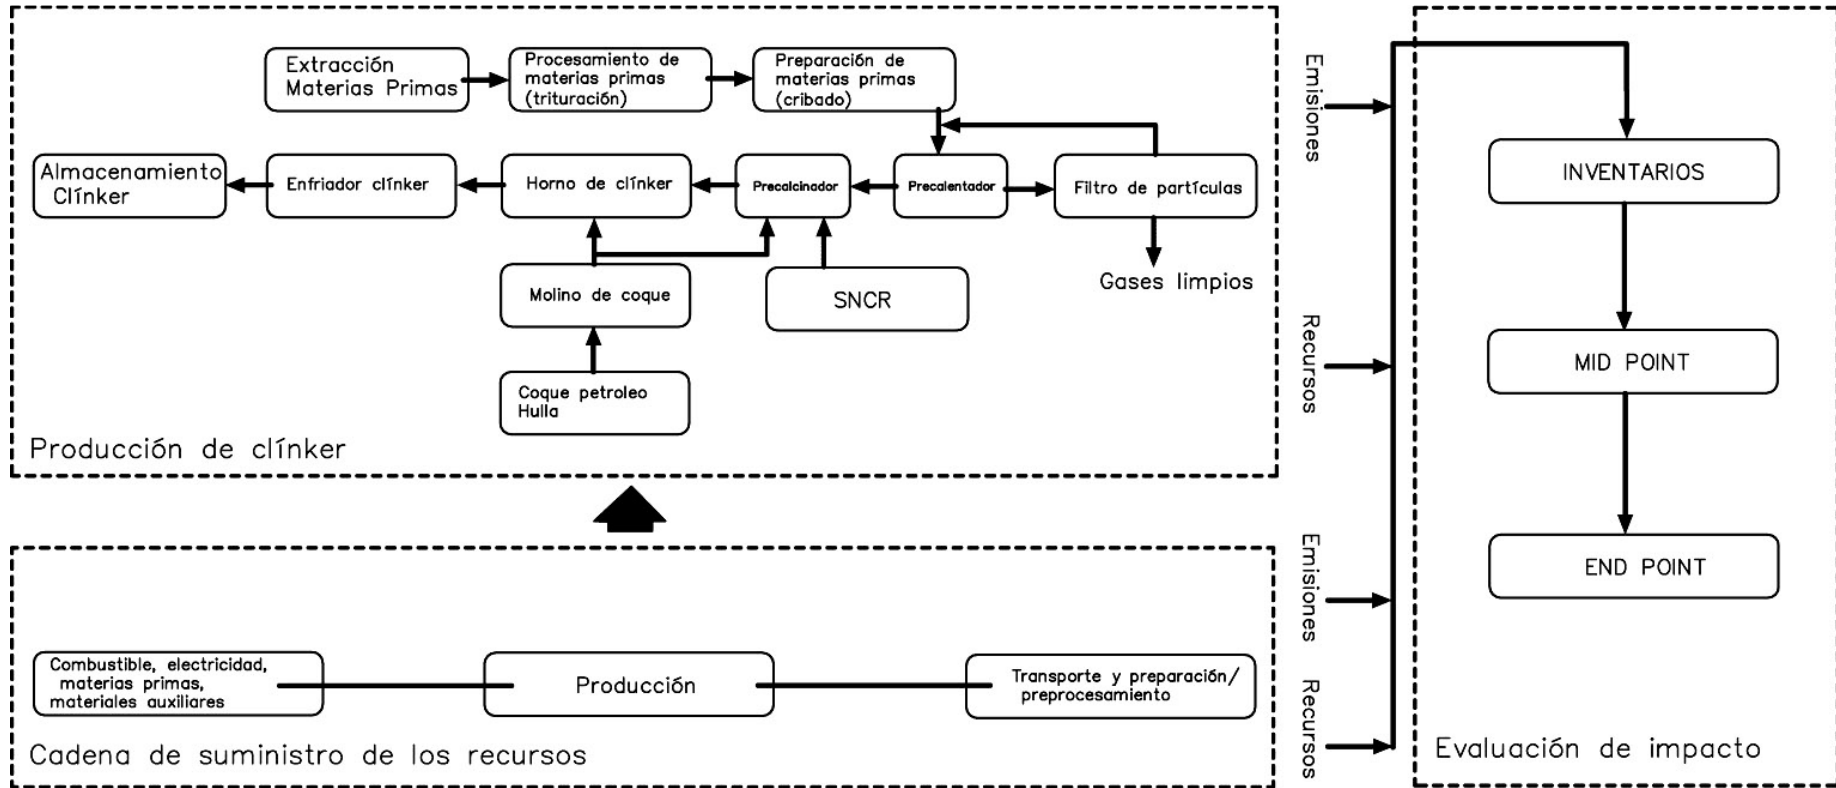 Extracción
Materias Primas
Procesamiento de
materias primas
(trituración)
Preparación de
materias primas
(cribado)
Almacenamiento
Clínker
Enfriador clínker
Horno de clínker
Precalcinador
Precalentador
Filtro de partículas
Molino de coque
SNCR
Gases limpios
Coque petroleo
Hulla
Producción de clínker
Emisiones
Recursos
Combustible, electricidad,
materias primas,
materiales auxiliares
Producción
Transporte y preparación/
preprocesamiento
Cadena de suministro de los recursos
Emisiones
Recursos
INVENTARIOS
MID POINT
END POINT
Evaluación de impacto